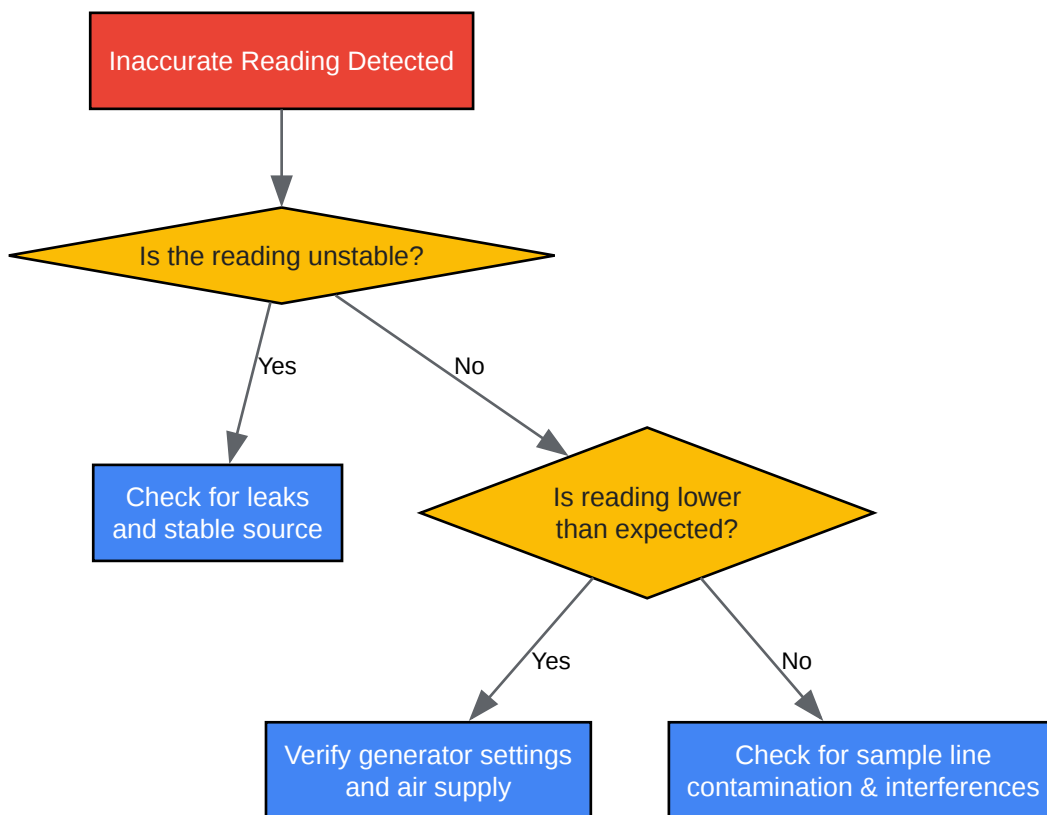 Inaccurate Reading Detected
Is the reading unstable?
Yes
No
Check for leaks
and stable source
Is reading lower
than expected?
Yes
No
Verify generator settings
and air supply
Check for sample line
contamination & interferences